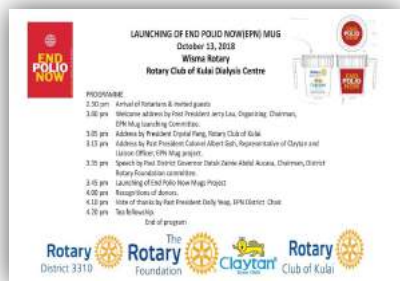 END
POLIO
NOW
LAUNCHING OF END POLIO NOW(EPN) MUG
October 13, 2018
Wisma Rotary
Rotary Club of Kulai Dialysis Centre
PROGRAMME
2.30 pm Arrival of Rotarians & invited guests
3.00 pm Welcome address by Past President Jerry Lau, Organizing Chairman,
EPN Mug launching Committee.
3.05 pm Address by President Crystal Pang, Rotary Club of Kulai
3.15 pm Address by Past President Colonel Albert Goh, Representative of Claytan and
Liaison Officer, EPN Mug project.
3.35 pm Speech by Past District Governor Datuk Zainie Abdul Aucasa, Chairman, District
Rotary Foundation committee.
3.45 pm Launching of End Polio Now Mugs Project
4.00 pm Recognitions of donors.
4.10 pm Vote of thanks by Past President Yeap, EPN District Chair
4.20 pm Tea fellowship.
End of program
Rotary
District 3310
The
Rotary
Foundation
Claytan
Rotary
Club of Kulai